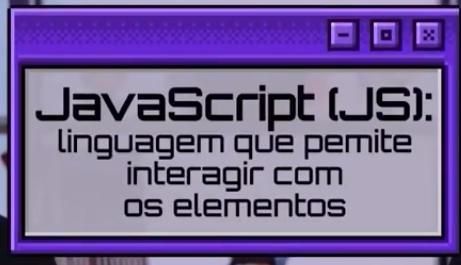 JavaScript (JS):
linguagem que pemite
interagir com
os elementos